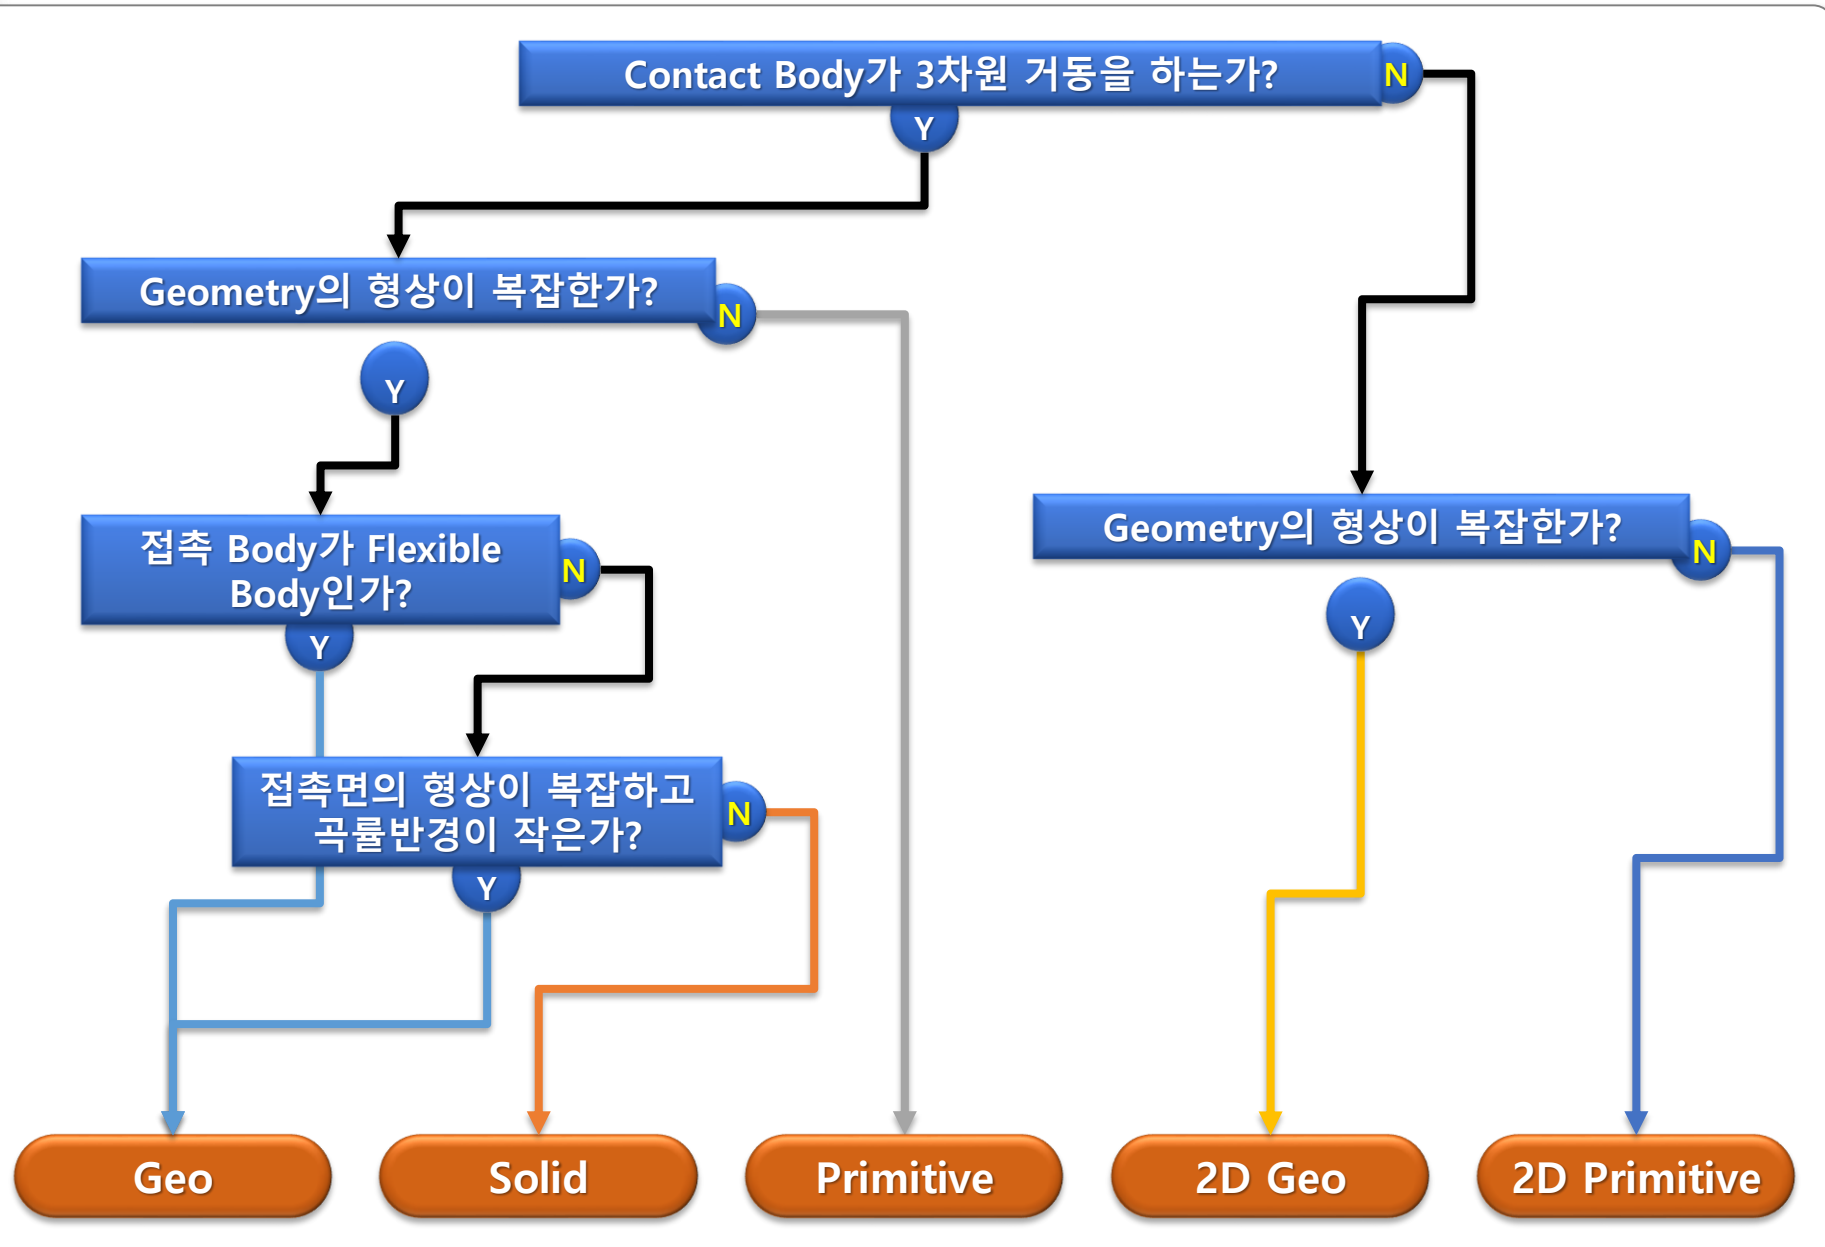 Contact Body가 3차원 거동을 하는가?
N
Y
Geometry의 형상이 복잡한가?
N
Y
접촉 Body가 Flexible
Body인가?
N
Y
Geometry의 형상이 복잡한가?
N
Y
접촉면의 형상이 복잡하고
곡률반경이 작은가?
N
Y
Geo
Solid
Primitive
2D Geo
2D Primitive